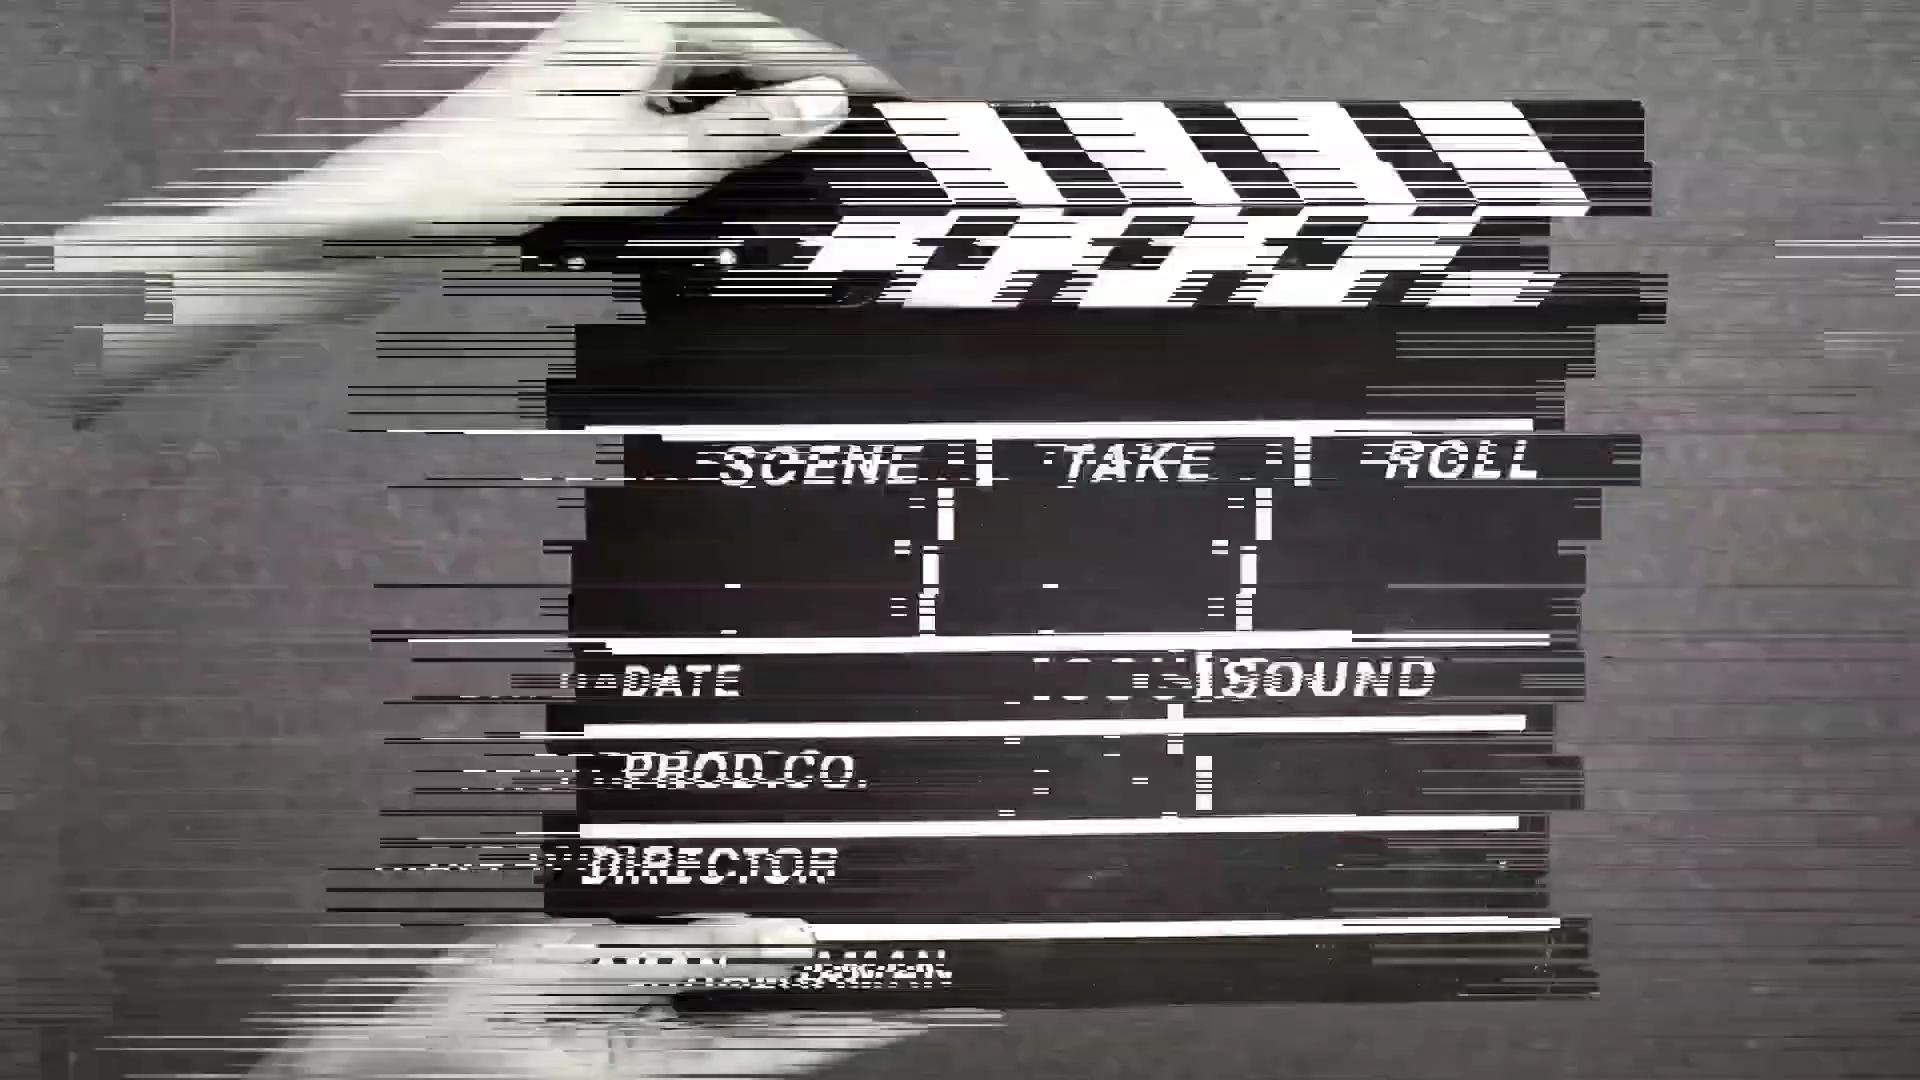 SCENE TAKE ROLL
DATE SOUND
PROD.CO.
DIRECTOR